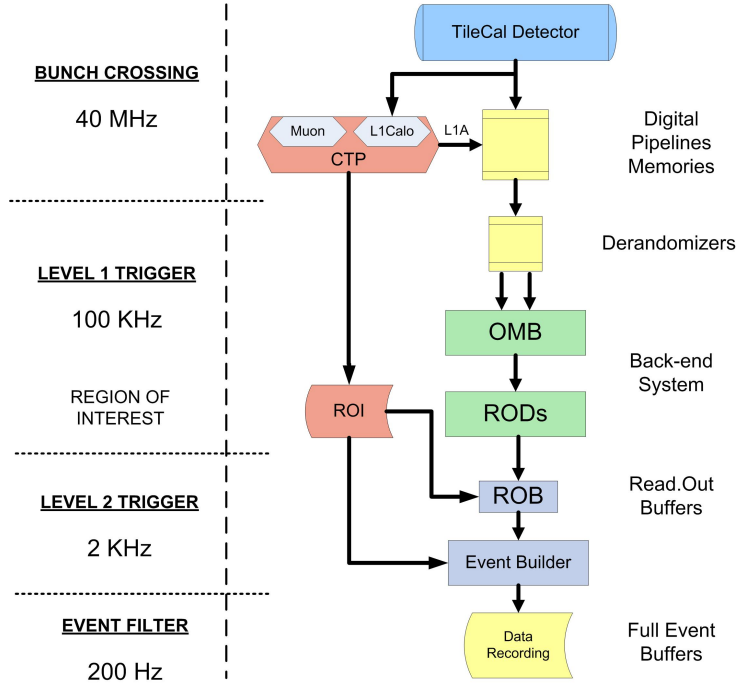 TileCal Detector
BUNCH CROSSING
40 MHz
Muon
L1Calo
L1A
CTP
Digital
Pipelines
Memories
Derandomizers
LEVEL 1 TRIGGER
100 KHz
OMB
Back-end
System
REGION OF
INTEREST
ROI
RODs
LEVEL 2 TRIGGER
2 KHz
ROB
Read.Out
Buffers
Event Builder
EVENT FILTER
200 Hz
Data
Recording
Full Event
Buffers